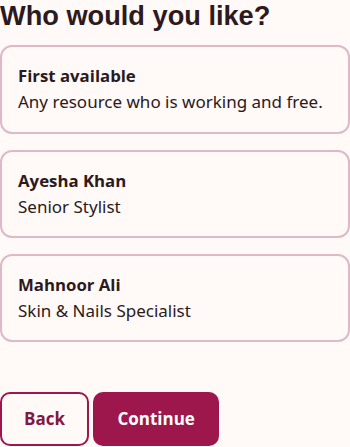 Who would you like?
First available
Any resource who is working and free.
Ayesha Khan
Senior Stylist
Mahnoor Ali
Skin & Nails Specialist
Back Continue